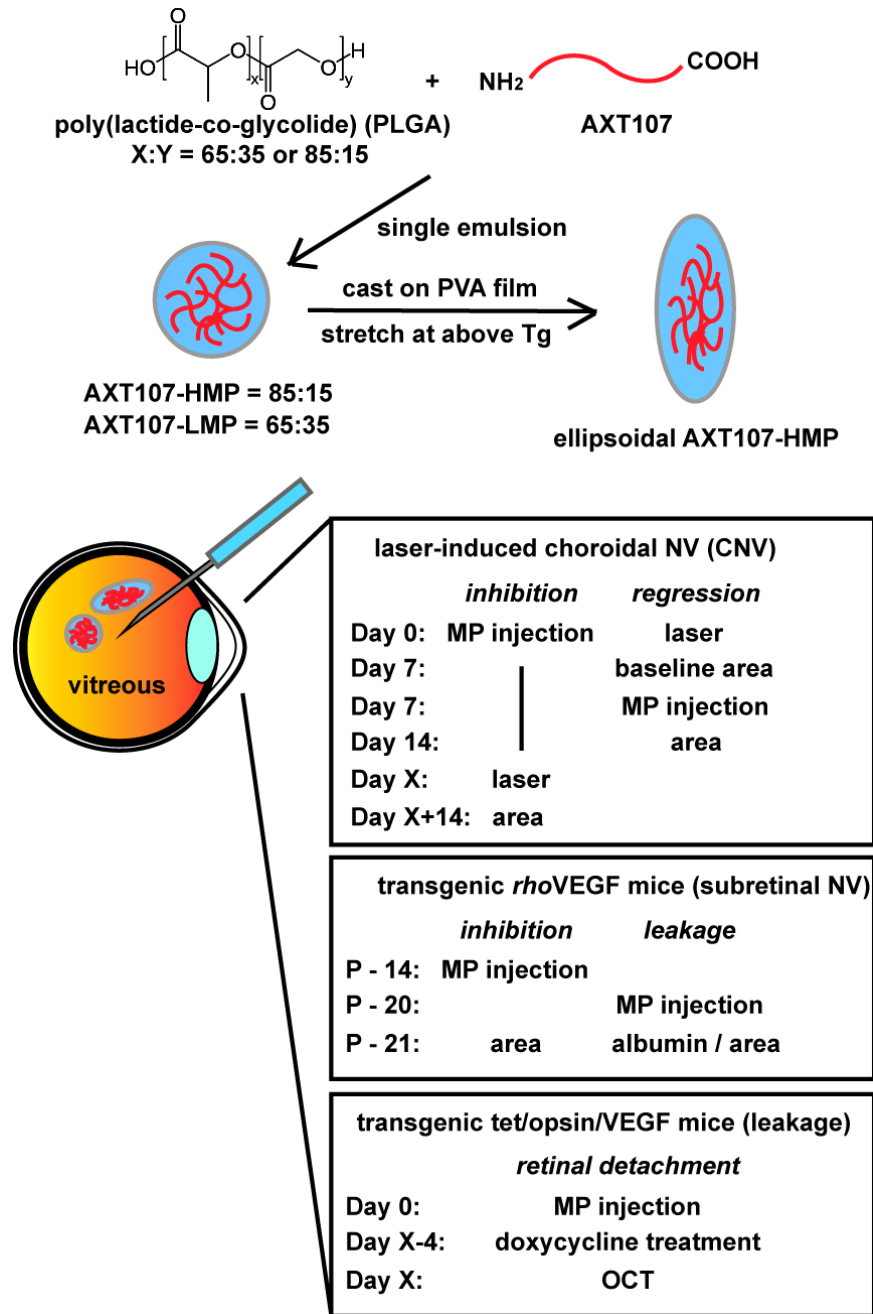 HO
O
O
x
O
O
y
H
+
NH2
COOH
poly(lactide-co-glycolide) (PLGA)
X:Y = 65:35 or 85:15
AXT107
single emulsion
cast on PVA film
stretch at above Tg
AXT107-HMP = 85:15
AXT107-LMP = 65:35
ellipsoidal AXT107-HMP
vitreous
laser-induced choroidal NV (CNV)
inhibition regression
Day 0: MP injection laser
Day 7: baseline area
Day 7: MP injection
Day 14: area
Day X: laser
Day X+14: area
transgenic rhoVEGF mice (subretinal NV)
inhibition leakage
P - 14: MP injection
P - 20: MP injection
P - 21: area albumin / area
transgenic tet/opsin/VEGF mice (leakage)
retinal detachment
Day 0: MP injection
Day X-4: doxycycline treatment
Day X: OCT